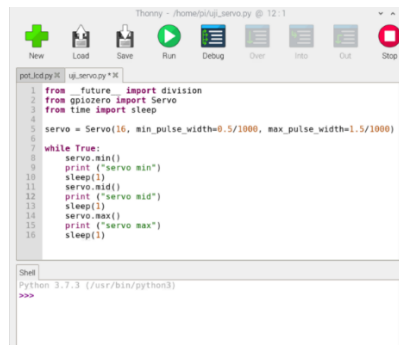 Thonny - /home/pi/uji_servo.py @ 12:1
New Load Save Run Debug Over Into Out Stop
pot_lcd.py uji_servo.py *
1 from __future__ import division
2 from gpiozero import Servo
3 from time import sleep
4
5 servo = Servo(16, min_pulse_width=0.5/1000, max_pulse_width=1.5/1000)
6
7 while True:
8 servo.min()
9 print ("servo min")
10 sleep(1)
11 servo.mid()
12 print ("servo mid")
13 sleep(1)
14 servo.max()
15 print ("servo max")
16 sleep(1)
Shell
Python 3.7.3 (/usr/bin/python3)
>>>